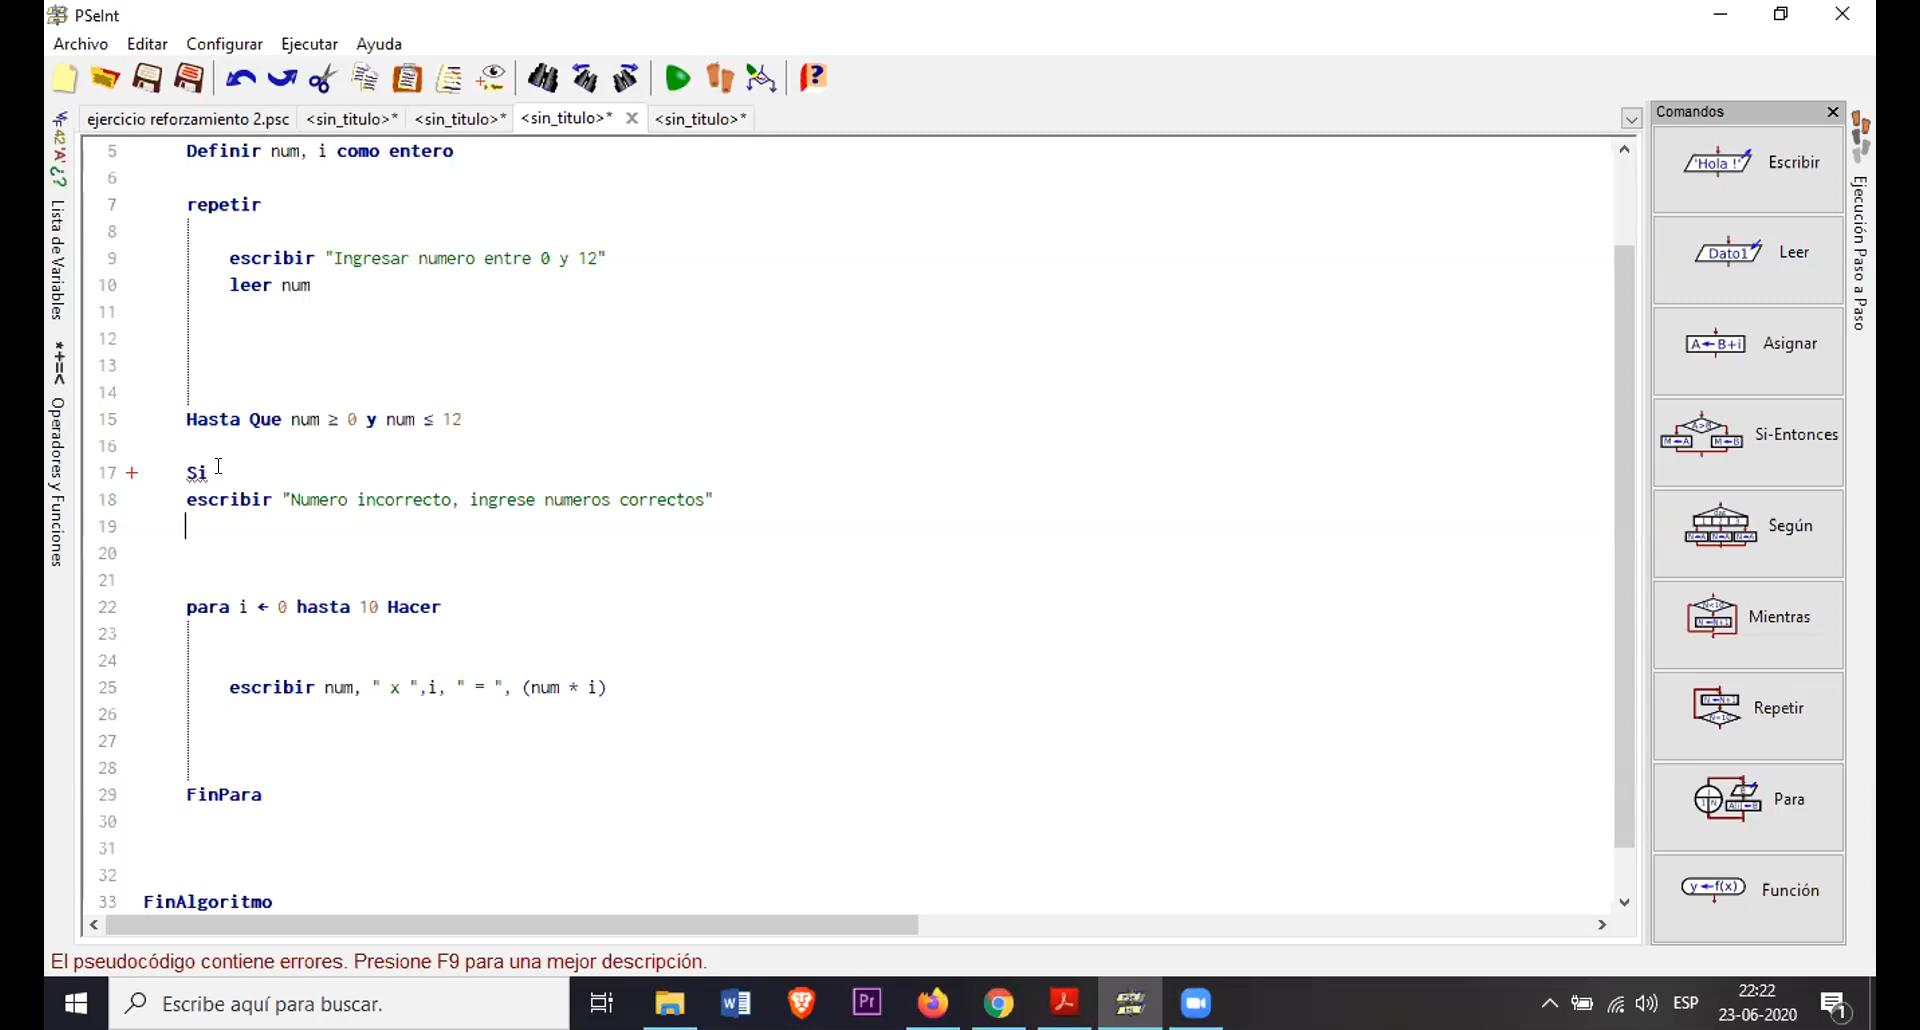 PSeInt
Archivo Editar Configurar Ejecutar Ayuda
ejercicio reforzamiento 2.psc <sin_titulo>* <sin_titulo>* <sin_titulo>* <sin_titulo>*
Lista de Variables
*+=<
Operadores y Funciones
5 Definir num, i como entero
6
7 repetir
8
9 escribir "Ingresar numero entre 0 y 12"
10 leer num
11
12
13
14
15 Hasta Que num ≥ 0 y num ≤ 12
16
17 Si
18 escribir "Numero incorrecto, ingrese numeros correctos"
19
20
21
22 para i ← 0 hasta 10 Hacer
23
24
25 escribir num, " x ",i, " = ", (num * i)
26
27
28
29 FinPara
30
31
32
33 FinAlgoritmo
Comandos
'Hola !' Escribir
Dato1 Leer
A←B+i Asignar
A>B Si-Entonces
Según
Mientras
Repetir
Para
y←f(x) Función
Ejecución Paso a Paso
El pseudocódigo contiene errores. Presione F9 para una mejor descripción.
Escribe aquí para buscar.
Pr
ESP
22:22
23-06-2020
1